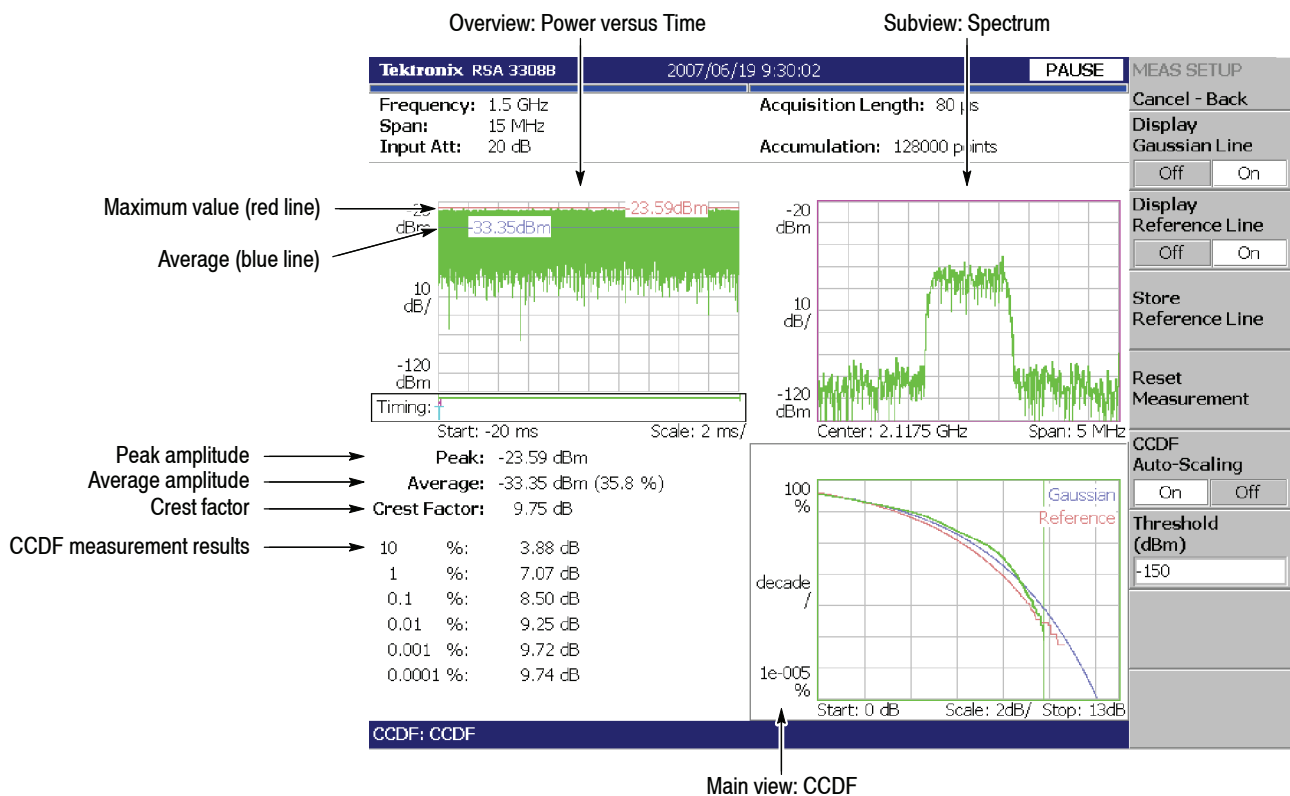 Overview: Power versus Time
Subview: Spectrum
Tektronix RSA 3308B 2007/06/19 9:30:02 PAUSE
MEAS SETUP
Frequency: 1.5 GHz
Span: 15 MHz
Input Att: 20 dB
Acquisition Length: 80 µs
Accumulation: 128000 points
Cancel - Back
Display
Gaussian Line
Off On
Display
Reference Line
Off On
Store
Reference Line
Reset
Measurement
CCDF
Auto-Scaling
On Off
Threshold
(dBm)
-150
Maximum value (red line)
Average (blue line)
dBm
-23.59dBm
-33.35dBm
10
dB/
-120
dBm
Timing:
Start: -20 ms Scale: 2 ms/
-20
dBm
10
dB/
-120
dBm
Center: 2.1175 GHz Span: 5 MHz
Peak amplitude
Average amplitude
Crest factor
CCDF measurement results
Peak: -23.59 dBm
Average: -33.35 dBm (35.8 %)
Crest Factor: 9.75 dB
10 %: 3.88 dB
1 %: 7.07 dB
0.1 %: 8.50 dB
0.01 %: 9.25 dB
0.001 %: 9.72 dB
0.0001 %: 9.74 dB
100
%
Gaussian
Reference
decade
/
1e-005
%
Start: 0 dB Scale: 2dB/ Stop: 13dB
CCDF: CCDF
Main view: CCDF